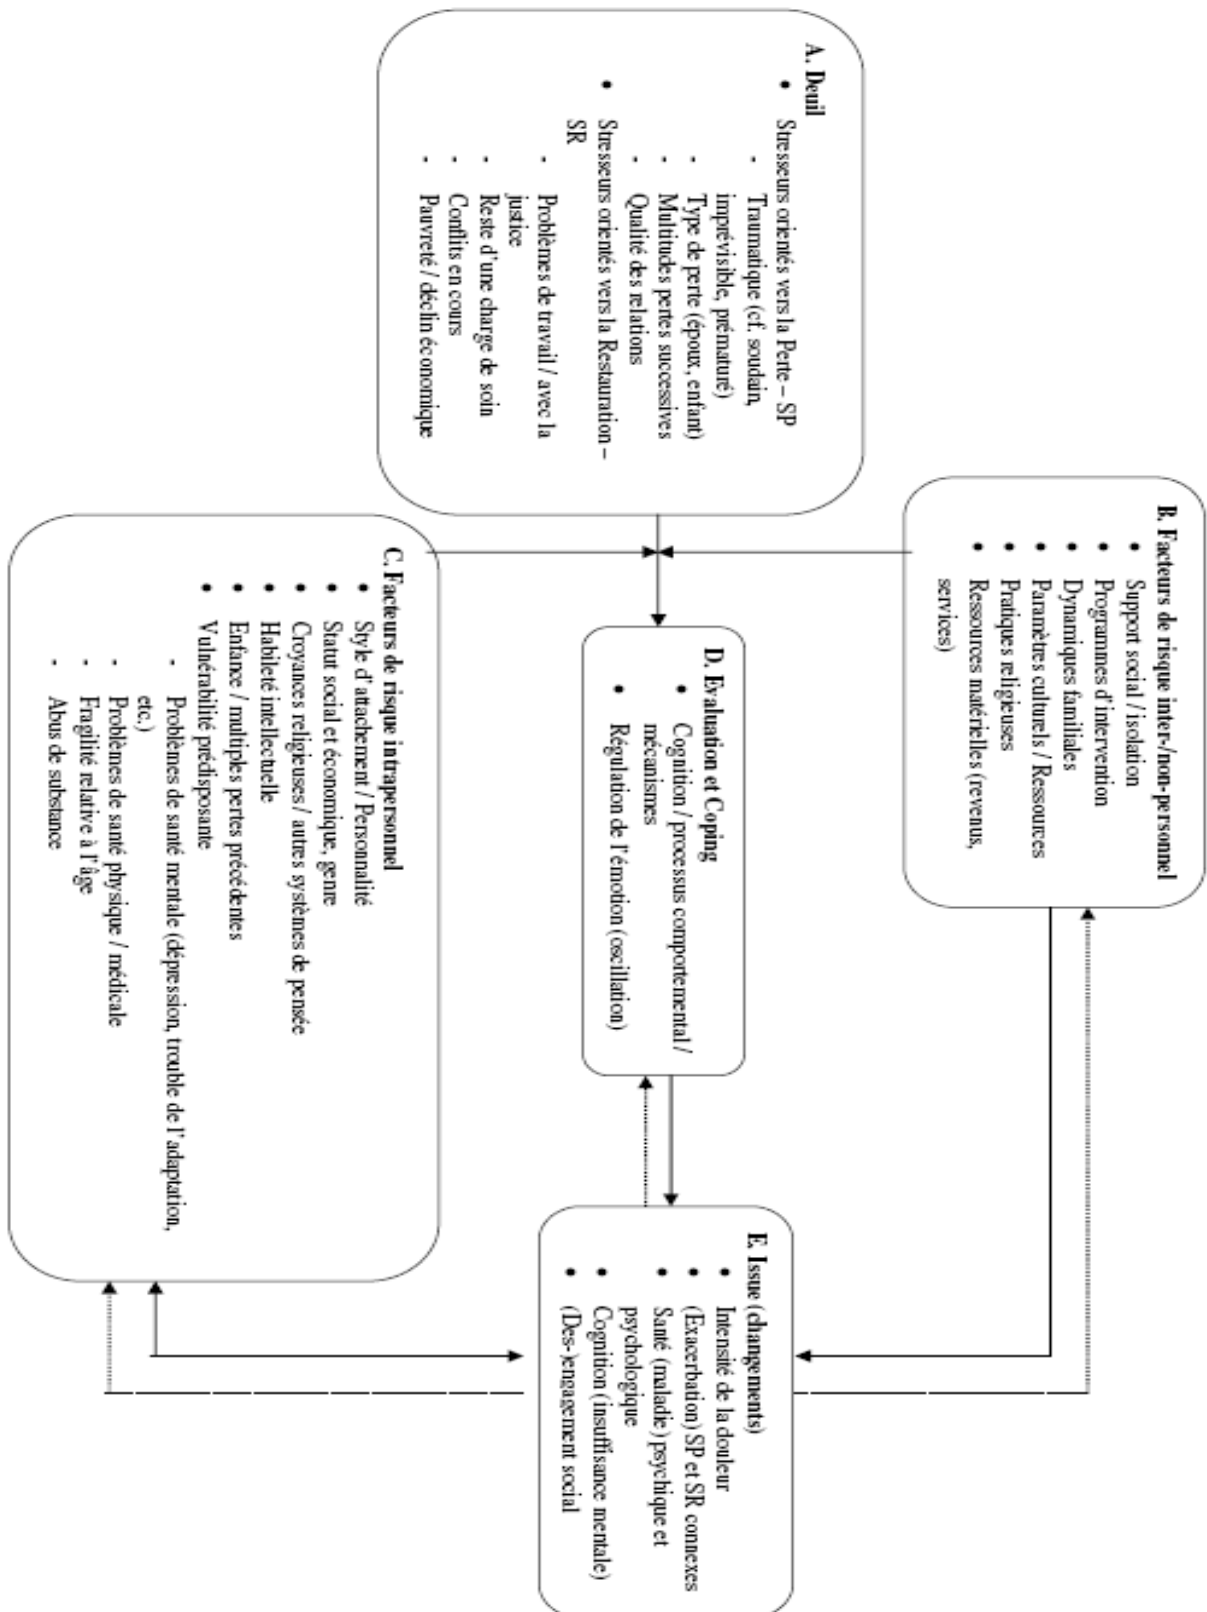 A. Deuil
• Stresseurs orientés vers la Perte – SP
- Traumatique (cf. soudain,
imprévisible, prématuré)
- Type de perte (époux, enfant)
- Multitudes pertes successives
- Qualité des relations
• Stresseurs orientés vers la Restauration –
SR
- Problèmes de travail / avec la
justice
- Reste d'une charge de soin
- Conflits en cours
- Pauvreté / déclin économique
B. Facteurs de risque inter-/non-personnel
• Support social / isolation
• Programmes d'intervention
• Dynamiques familiales
• Paramètres culturels / Ressources
• Pratiques religieuses
• Ressources matérielles (revenus,
services)
C. Facteurs de risque intrapersonnel
• Style d'attachement / Personnalité
• Statut social et économique, genre
• Croyances religieuses / autres systèmes de pensée
• Habileté intellectuelle
• Enfance / multiples pertes précédentes
• Vulnérabilité prédisposante
- Problèmes de santé mentale (dépression, trouble de l'adaptation,
etc.)
- Problèmes de santé physique / médicale
- Fragilité relative à l'âge
- Abus de substance
D. Evaluation et Coping
• Cognition / processus comportemental /
mécanismes
• Régulation de l'émotion (oscillation)
E. Issue (changements)
• Intensité de la douleur
• (Exacerbation) SP et SR connexes
• Santé (maladie) psychique et
psychologique
• Cognition (insuffisance mentale)
• (Des-)engagement social